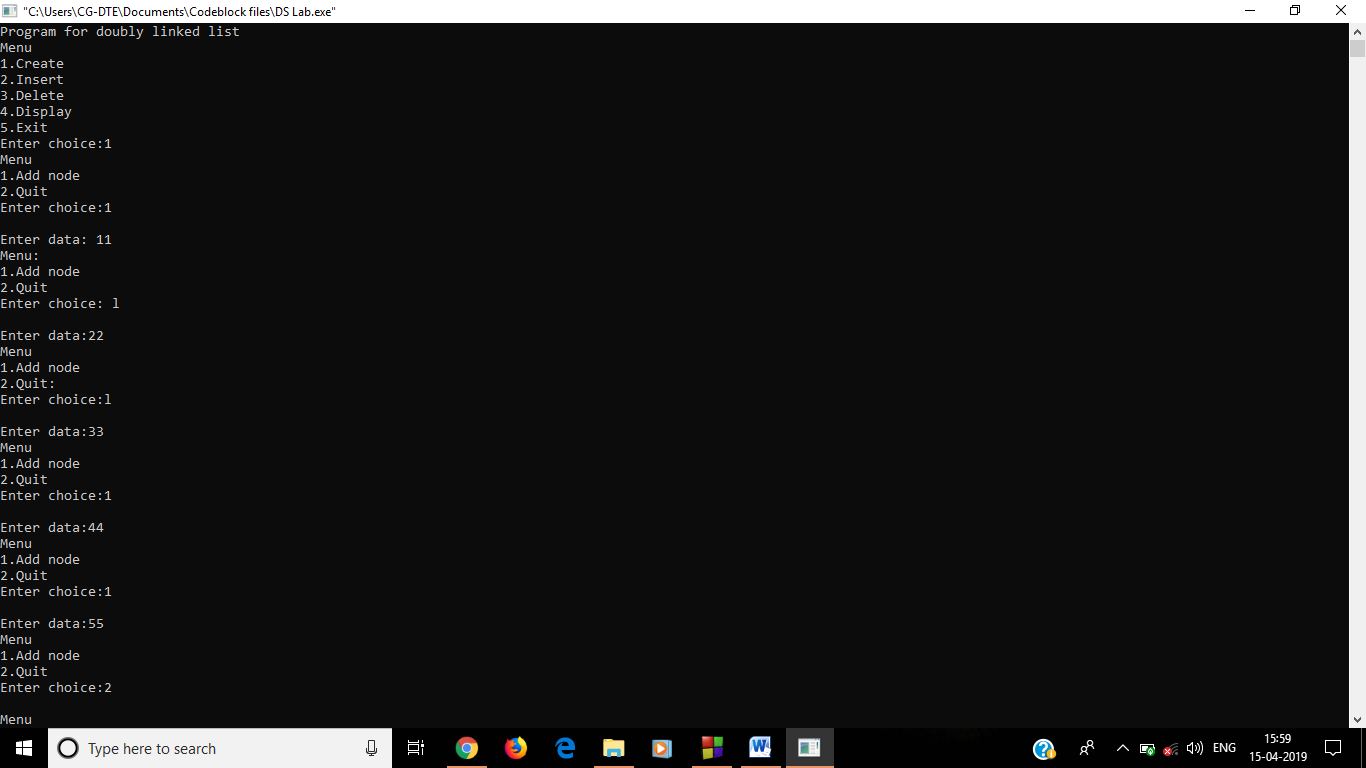 "C:\Users\CG-DTE\Documents\Codeblock files\DS Lab.exe"
Program for doubly linked list
Menu
1.Create
2.Insert
3.Delete
4.Display
5.Exit
Enter choice:1
Menu
1.Add node
2.Quit
Enter choice:1
Enter data: 11
Menu:
1.Add node
2.Quit
Enter choice: l
Enter data:22
Menu
1.Add node
2.Quit:
Enter choice:l
Enter data:33
Menu
1.Add node
2.Quit
Enter choice:1
Enter data:44
Menu
1.Add node
2.Quit
Enter choice:1
Enter data:55
Menu
1.Add node
2.Quit
Enter choice:2
Menu
Type here to search
ENG
15:59
15-04-2019